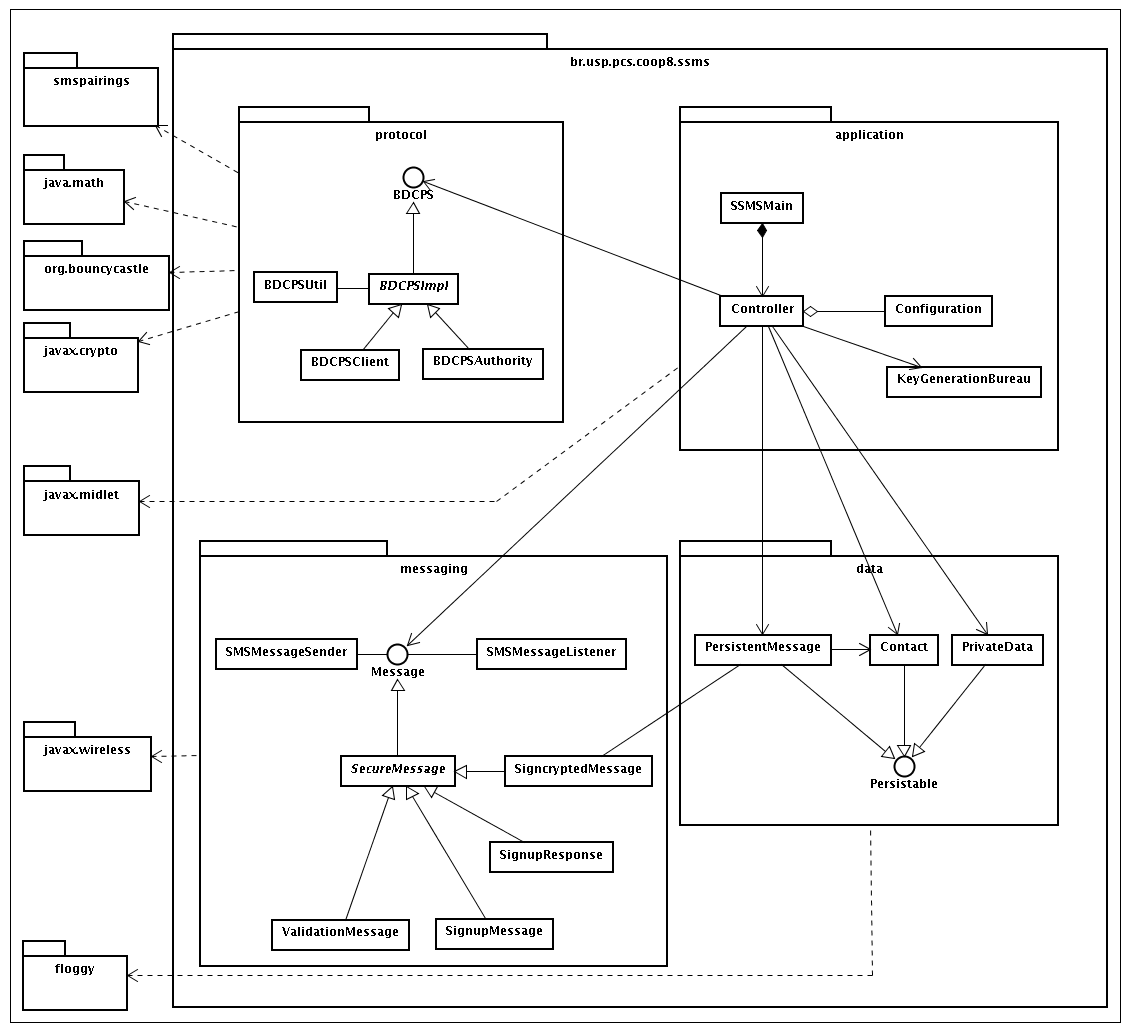 br.usp.pcs.coop8.ssms
smspairings
protocol
application
java.math
BDCPS
SSMSMain
org.bouncycastle
BDCPSUtil
BDCPSImpl
Controller
Configuration
javax.crypto
BDCPSClient
BDCPSAuthority
KeyGenerationBureau
javax.midlet
messaging
data
SMSMessageSender
Message
SMSMessageListener
PersistentMessage
Contact
PrivateData
javax.wireless
SecureMessage
SigncryptedMessage
Persistable
SignupResponse
ValidationMessage
SignupMessage
floggy